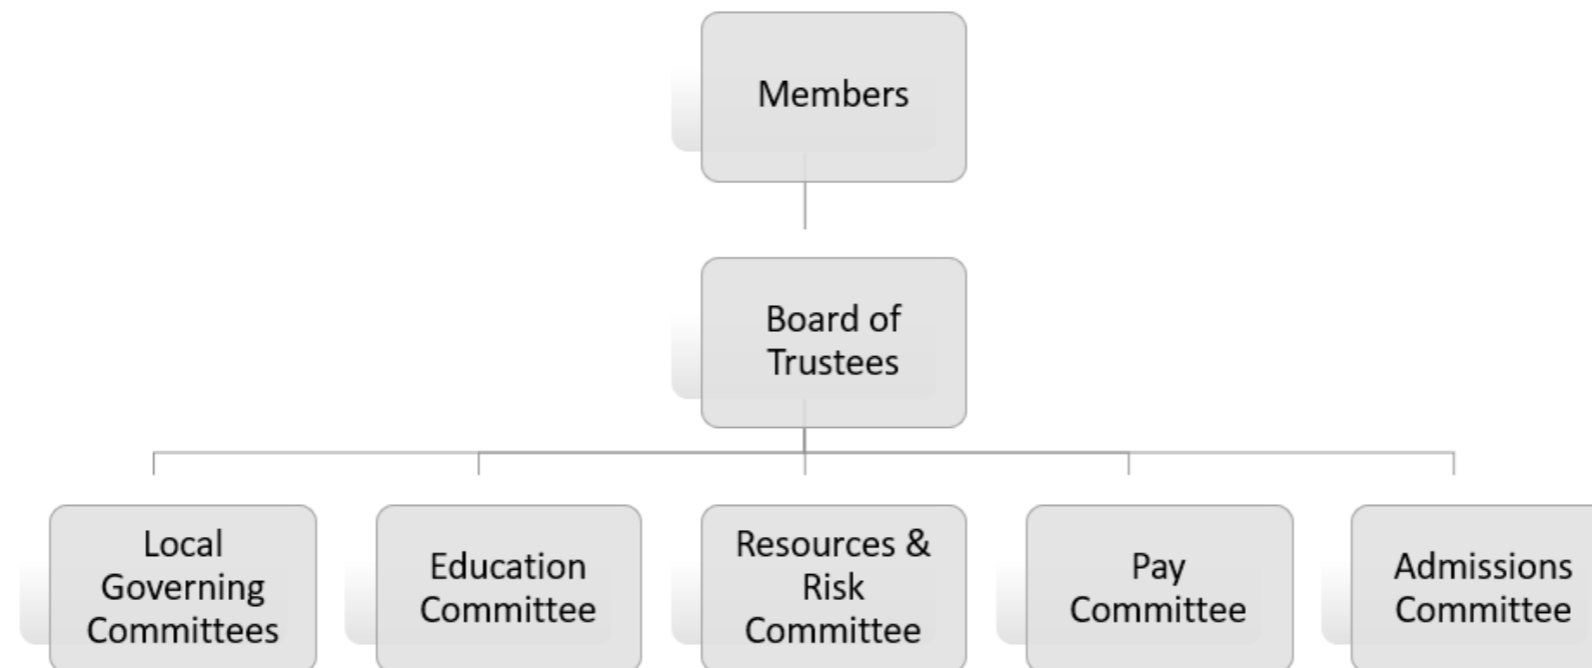 Members
Board of
Trustees
Local
Governing
Committees
Education
Committee
Resources &
Risk
Committee
Pay
Committee
Admissions
Committee